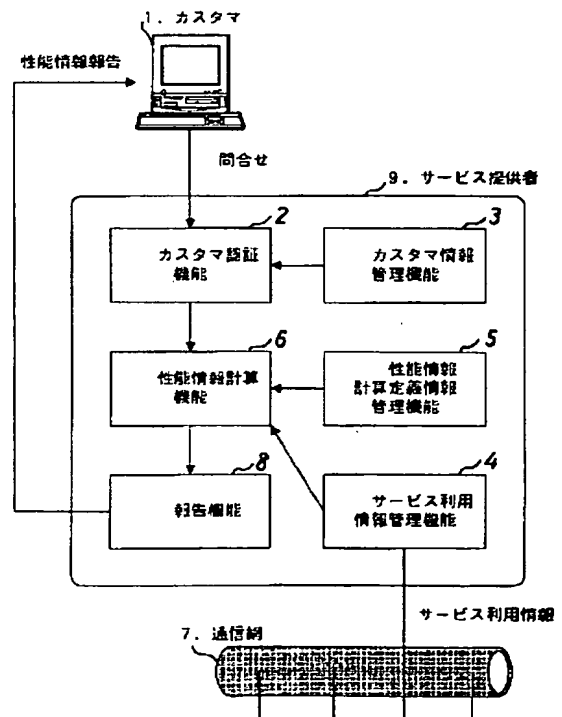 1. カスタマ
性能情報報告
問合せ
9. サービス提供者
2
カスタマ認証
機能
3
カスタマ情報
管理機能
6
性能情報計算
機能
5
性能情報
計算定義情報
管理機能
8
報告機能
4
サービス利用
情報管理機能
サービス利用情報
7. 通信網